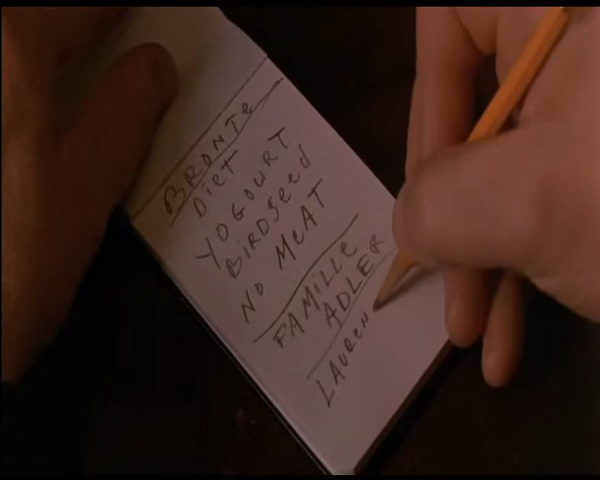 BRONTe
DieT
YOGOURT
BiRDSeed
NO MeAT
FAMiLLe
ADLER
LAUREN